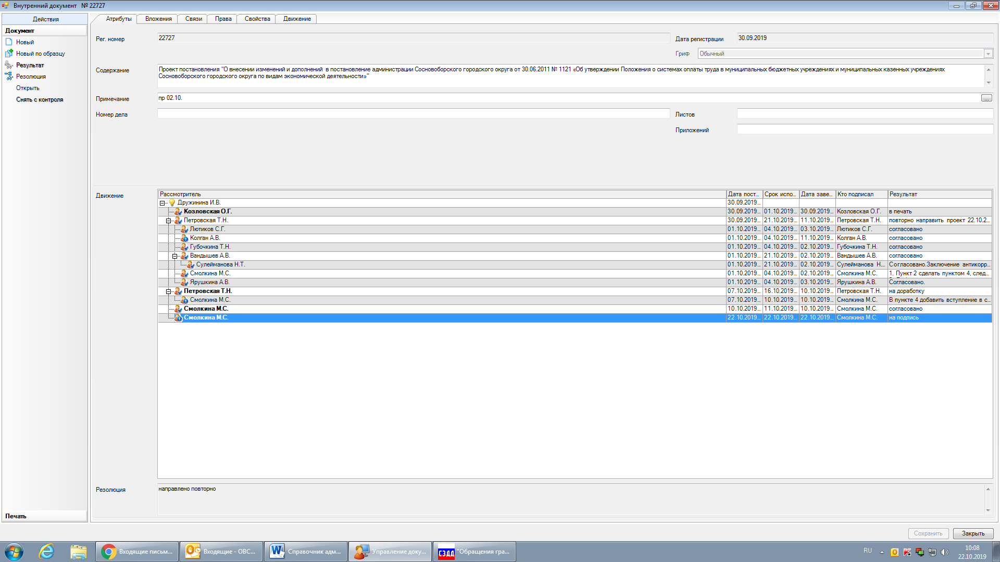 Внутренний документ № 22727
Действия
Документ
Новый
Новый по образцу
Результат
Резолюция
Открыть
Снять с контроля
Печать
Атрибуты Вложения Связи Права Свойства Движение
Рег. номер 22727 Дата регистрации 30.09.2019
Гриф Обычный
Содержание Проект постановления "О внесении изменений и дополнений в постановление администрации Сосновоборского городского округа от 30.06.2011 № 1121 «Об утверждении Положения о системах оплаты труда в муниципальных бюджетных учреждениях и муниципальных казенных учреждениях
Сосновоборского городского округа по видам экономической деятельности»"
Примечание пр 02.10. ...
Номер дела Листов
Приложений
Движение
Рассмотритель Дата пост... Срок испо... Дата заве... Кто подписал Результат
Дружинина И.В. 30.09.2019...
Козловская О.Г. 30.09.2019... 01.10.2019... 30.09.2019... Козловская О.Г. в печать
Петровская Т.Н. 30.09.2019... 21.10.2019... 11.10.2019... Петровская Т.Н. повторно направить проект 22.10.2...
Лютиков С.Г. 01.10.2019... 04.10.2019... 03.10.2019... Лютиков С.Г. согласовано
Колган А.В. 01.10.2019... 04.10.2019... 11.10.2019... Колган А.В. согласовано
Губочкина Т.Н. 01.10.2019... 04.10.2019... 02.10.2019... Губочкина Т.Н. согласовано
Вандышев А.В. 01.10.2019... 21.10.2019... 02.10.2019... Вандышев А.В. согласовано
Сулейманова Н.Т. 01.10.2019... 21.10.2019... 02.10.2019... Сулейманова Н.... Согласовано.Заключение антикорр...
Смолкина М.С. 01.10.2019... 04.10.2019... 02.10.2019... Смолкина М.С. 1. Пункт 2 сделать пунктом 4, след...
Ярушкина А.В. 01.10.2019... 04.10.2019... 03.10.2019... Ярушкина А.В. Согласовано.
Петровская Т.Н. 07.10.2019... 16.10.2019... 10.10.2019... Петровская Т.Н. на доработку
Смолкина М.С. 07.10.2019... 10.10.2019... 10.10.2019... Смолкина М.С. В пункте 4 добавить вступление в с...
Смолкина М.С. 10.10.2019... 11.10.2019... 10.10.2019... Смолкина М.С. согласовано
Смолкина М.С. 22.10.2019... 22.10.2019... 22.10.2019... Смолкина М.С. на подпись
Резолюция направлено повторно
Сохранить Закрыть
Входящие письм... Входящие - ОВС... Справочник адм... Управление доку... СЭДД "Обращения гра... RU 10:08
22.10.2019